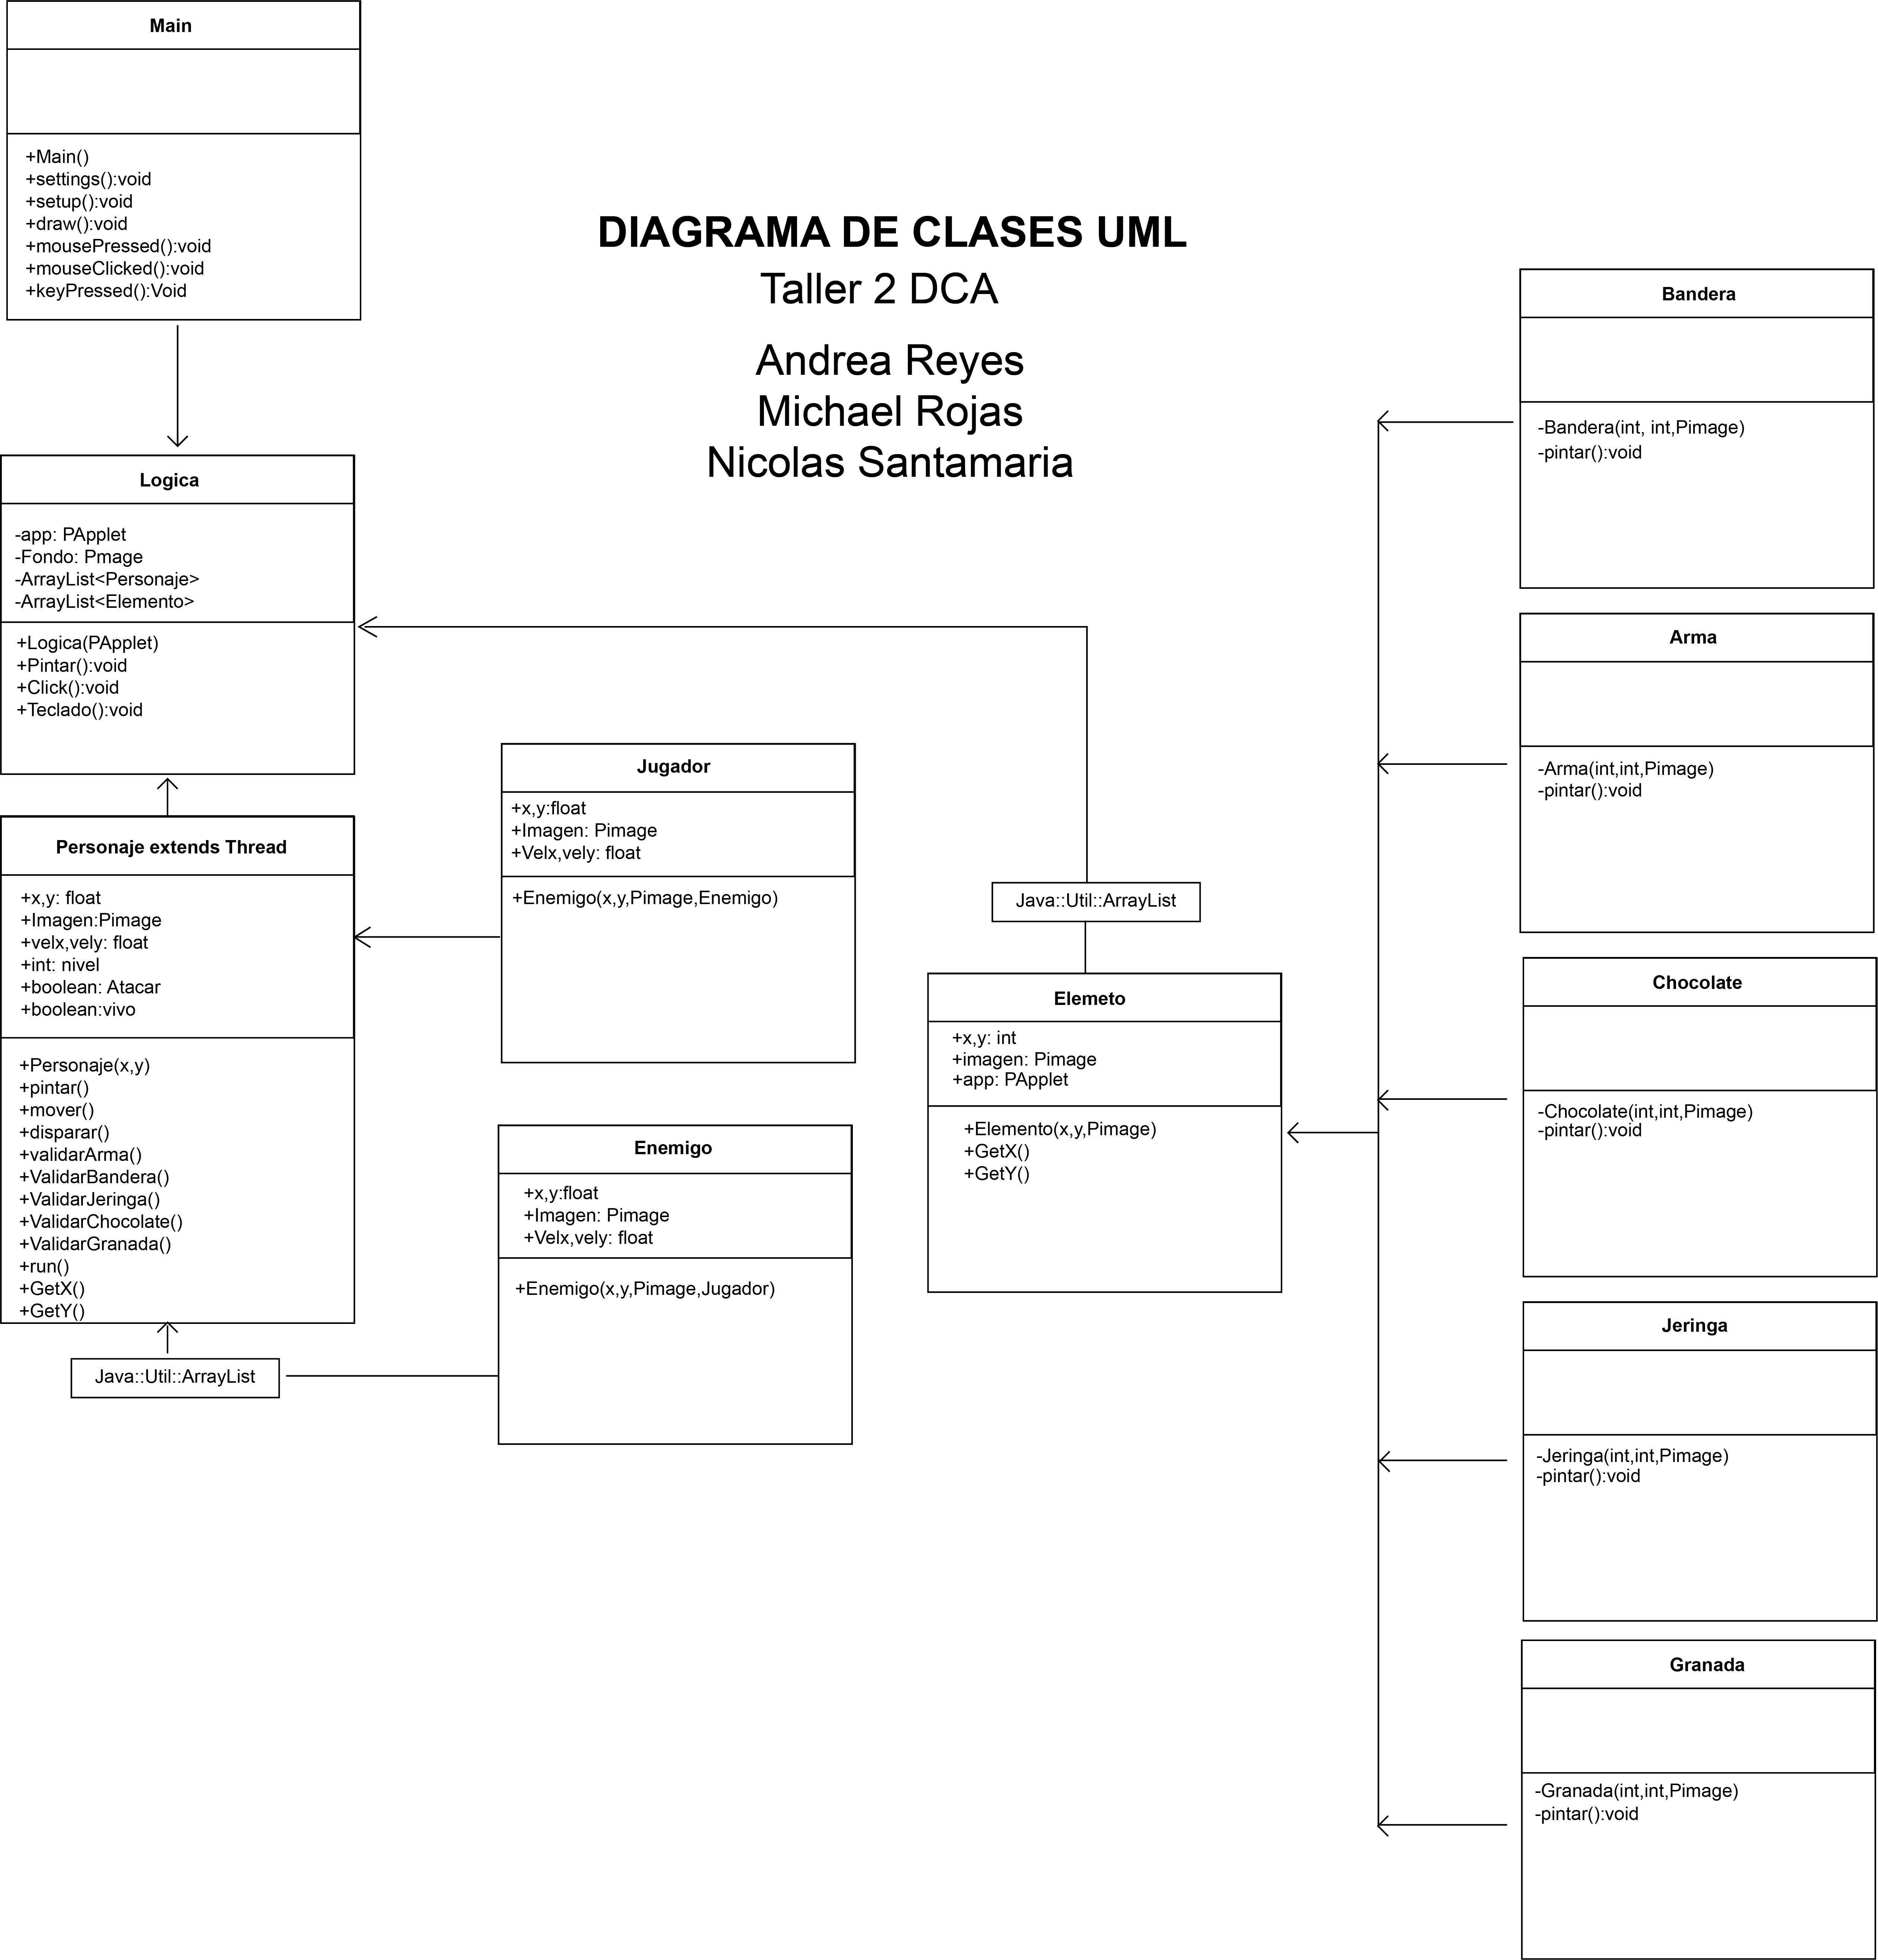 Main
+Main()
+settings():void
+setup():void
+draw():void
+mousePressed():void
+mouseClicked():void
+keyPressed():Void
DIAGRAMA DE CLASES UML
Taller 2 DCA
Andrea Reyes
Michael Rojas
Nicolas Santamaria
Logica
-app: PApplet
-Fondo: Pmage
-ArrayList<Personaje>
-ArrayList<Elemento>
+Logica(PApplet)
+Pintar():void
+Click():void
+Teclado():void
Personaje extends Thread
+x,y: float
+Imagen:Pimage
+velx,vely: float
+int: nivel
+boolean: Atacar
+boolean:vivo
+Personaje(x,y)
+pintar()
+mover()
+disparar()
+validarArma()
+ValidarBandera()
+ValidarJeringa()
+ValidarChocolate()
+ValidarGranada()
+run()
+GetX()
+GetY()
Java::Util::ArrayList
Jugador
+x,y:float
+Imagen: Pimage
+Velx,vely: float
+Enemigo(x,y,Pimage,Enemigo)
Enemigo
+x,y:float
+Imagen: Pimage
+Velx,vely: float
+Enemigo(x,y,Pimage,Jugador)
Java::Util::ArrayList
Elemeto
+x,y: int
+imagen: Pimage
+app: PApplet
+Elemento(x,y,Pimage)
+GetX()
+GetY()
Bandera
-Bandera(int, int,Pimage)
-pintar():void
Arma
-Arma(int,int,Pimage)
-pintar():void
Chocolate
-Chocolate(int,int,Pimage)
-pintar():void
Jeringa
-Jeringa(int,int,Pimage)
-pintar():void
Granada
-Granada(int,int,Pimage)
-pintar():void